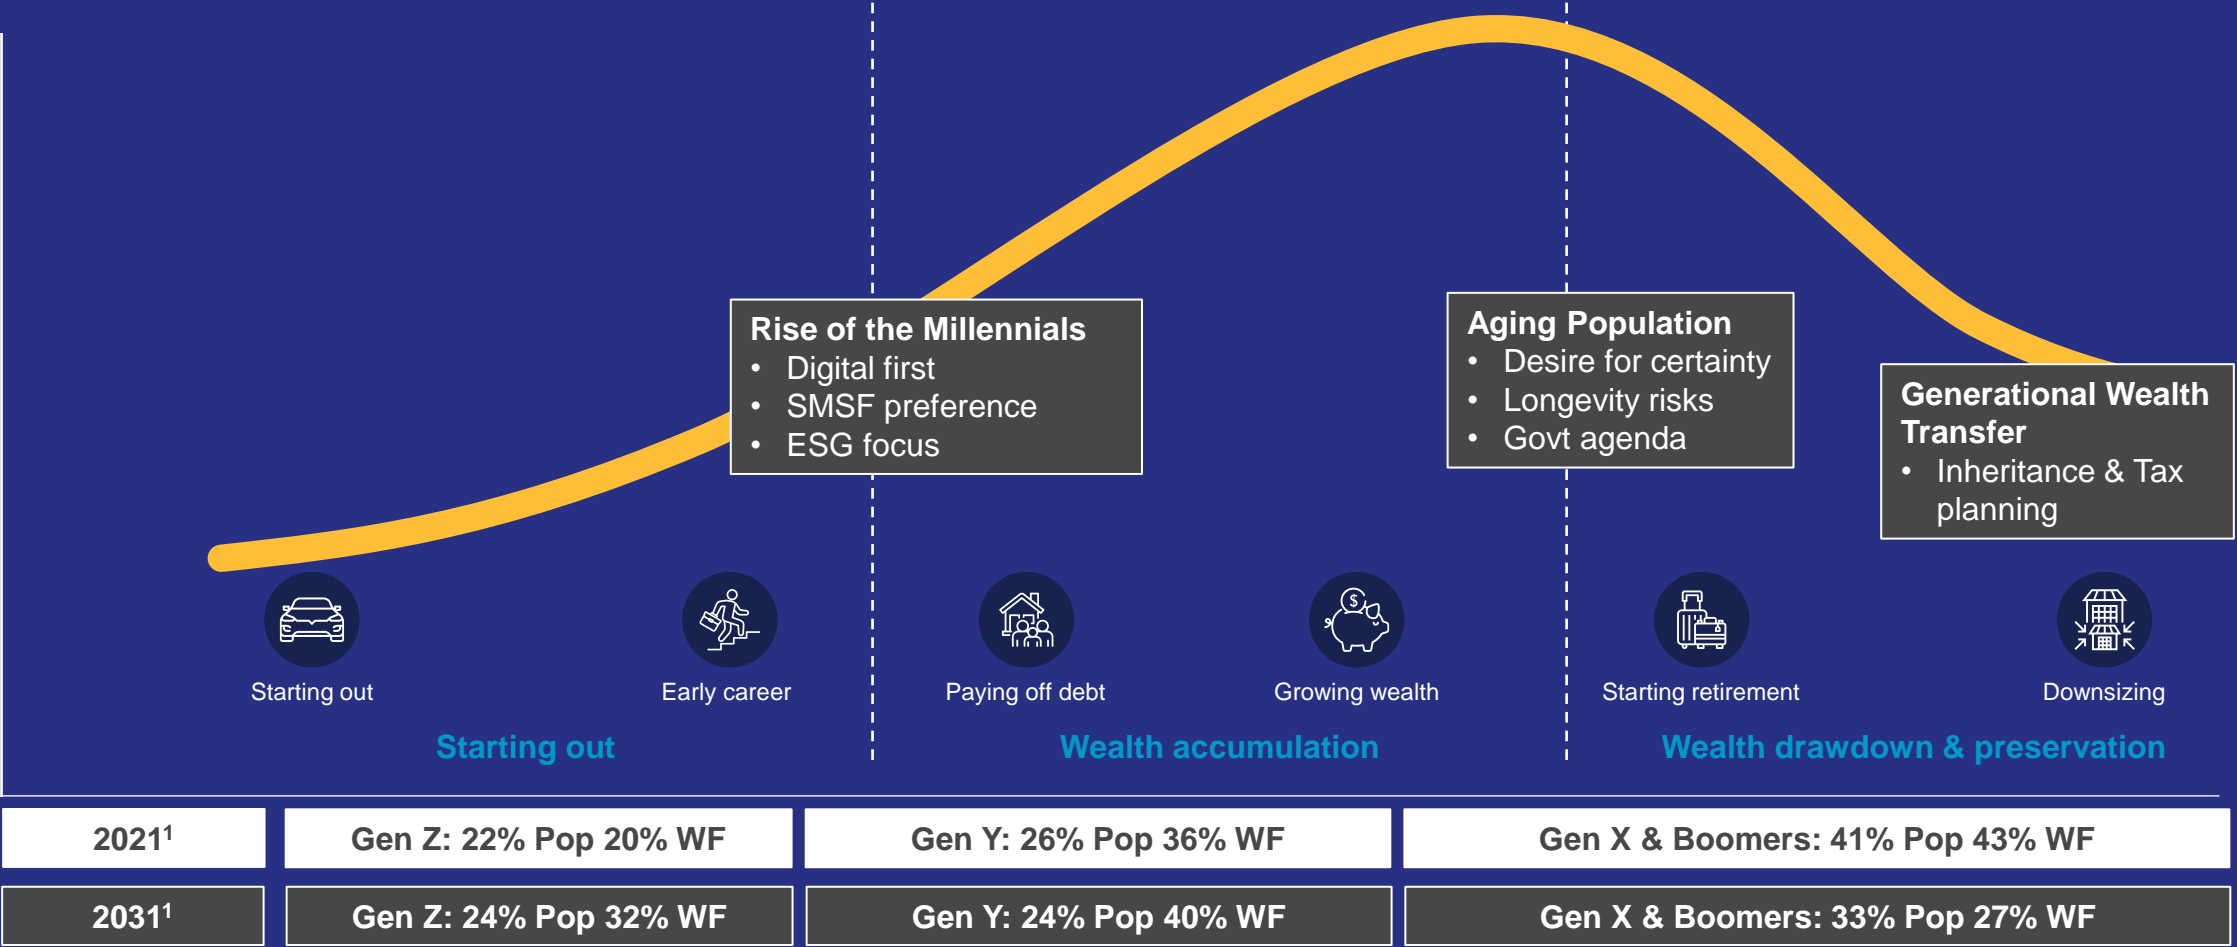 Rise of the Millennials
• Digital first
• SMSF preference
• ESG focus
Aging Population
• Desire for certainty
• Longevity risks
• Govt agenda
Generational Wealth
Transfer
• Inheritance & Tax
planning
$
Starting out
Early career
Paying off debt
Growing wealth
Starting retirement
Downsizing
Starting out
Wealth accumulation
Wealth drawdown & preservation
2021¹
Gen Z: 22% Pop 20% WF
Gen Y: 26% Pop 36% WF
Gen X & Boomers: 41% Pop 43% WF
2031¹
Gen Z: 24% Pop 32% WF
Gen Y: 24% Pop 40% WF
Gen X & Boomers: 33% Pop 27% WF